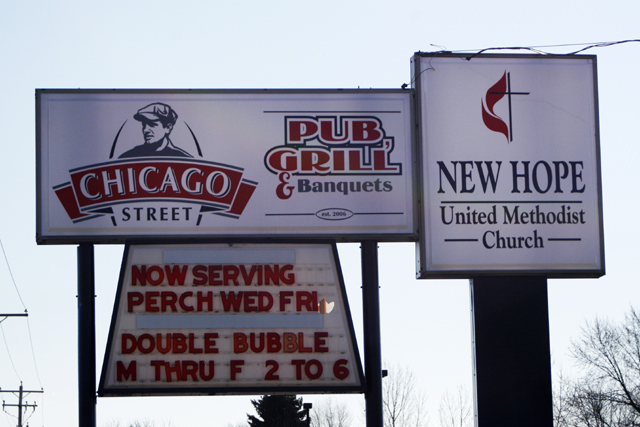 CHICAGO
STREET
PUB,
GRILL
& Banquets
est. 2006
NOW SERVING
PERCH WED FRI
DOUBLE BUBBLE
M THRU F 2 TO 6
NEW HOPE
United Methodist
Church